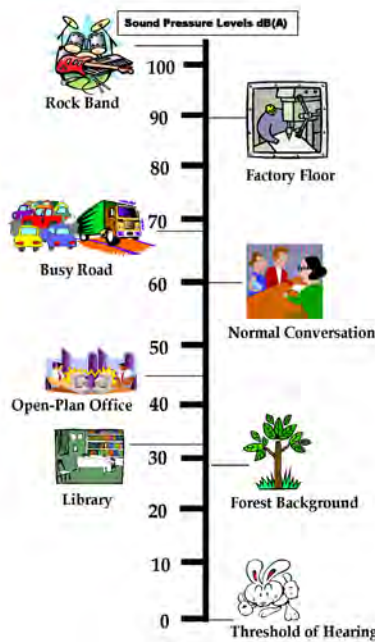 Sound Pressure Levels dB(A)
100
Rock Band
90
Factory Floor
80
70
Busy Road
60
Normal Conversation
50
Open-Plan Office
40
30
Library
Forest Background
20
10
0
Threshold of Hearing